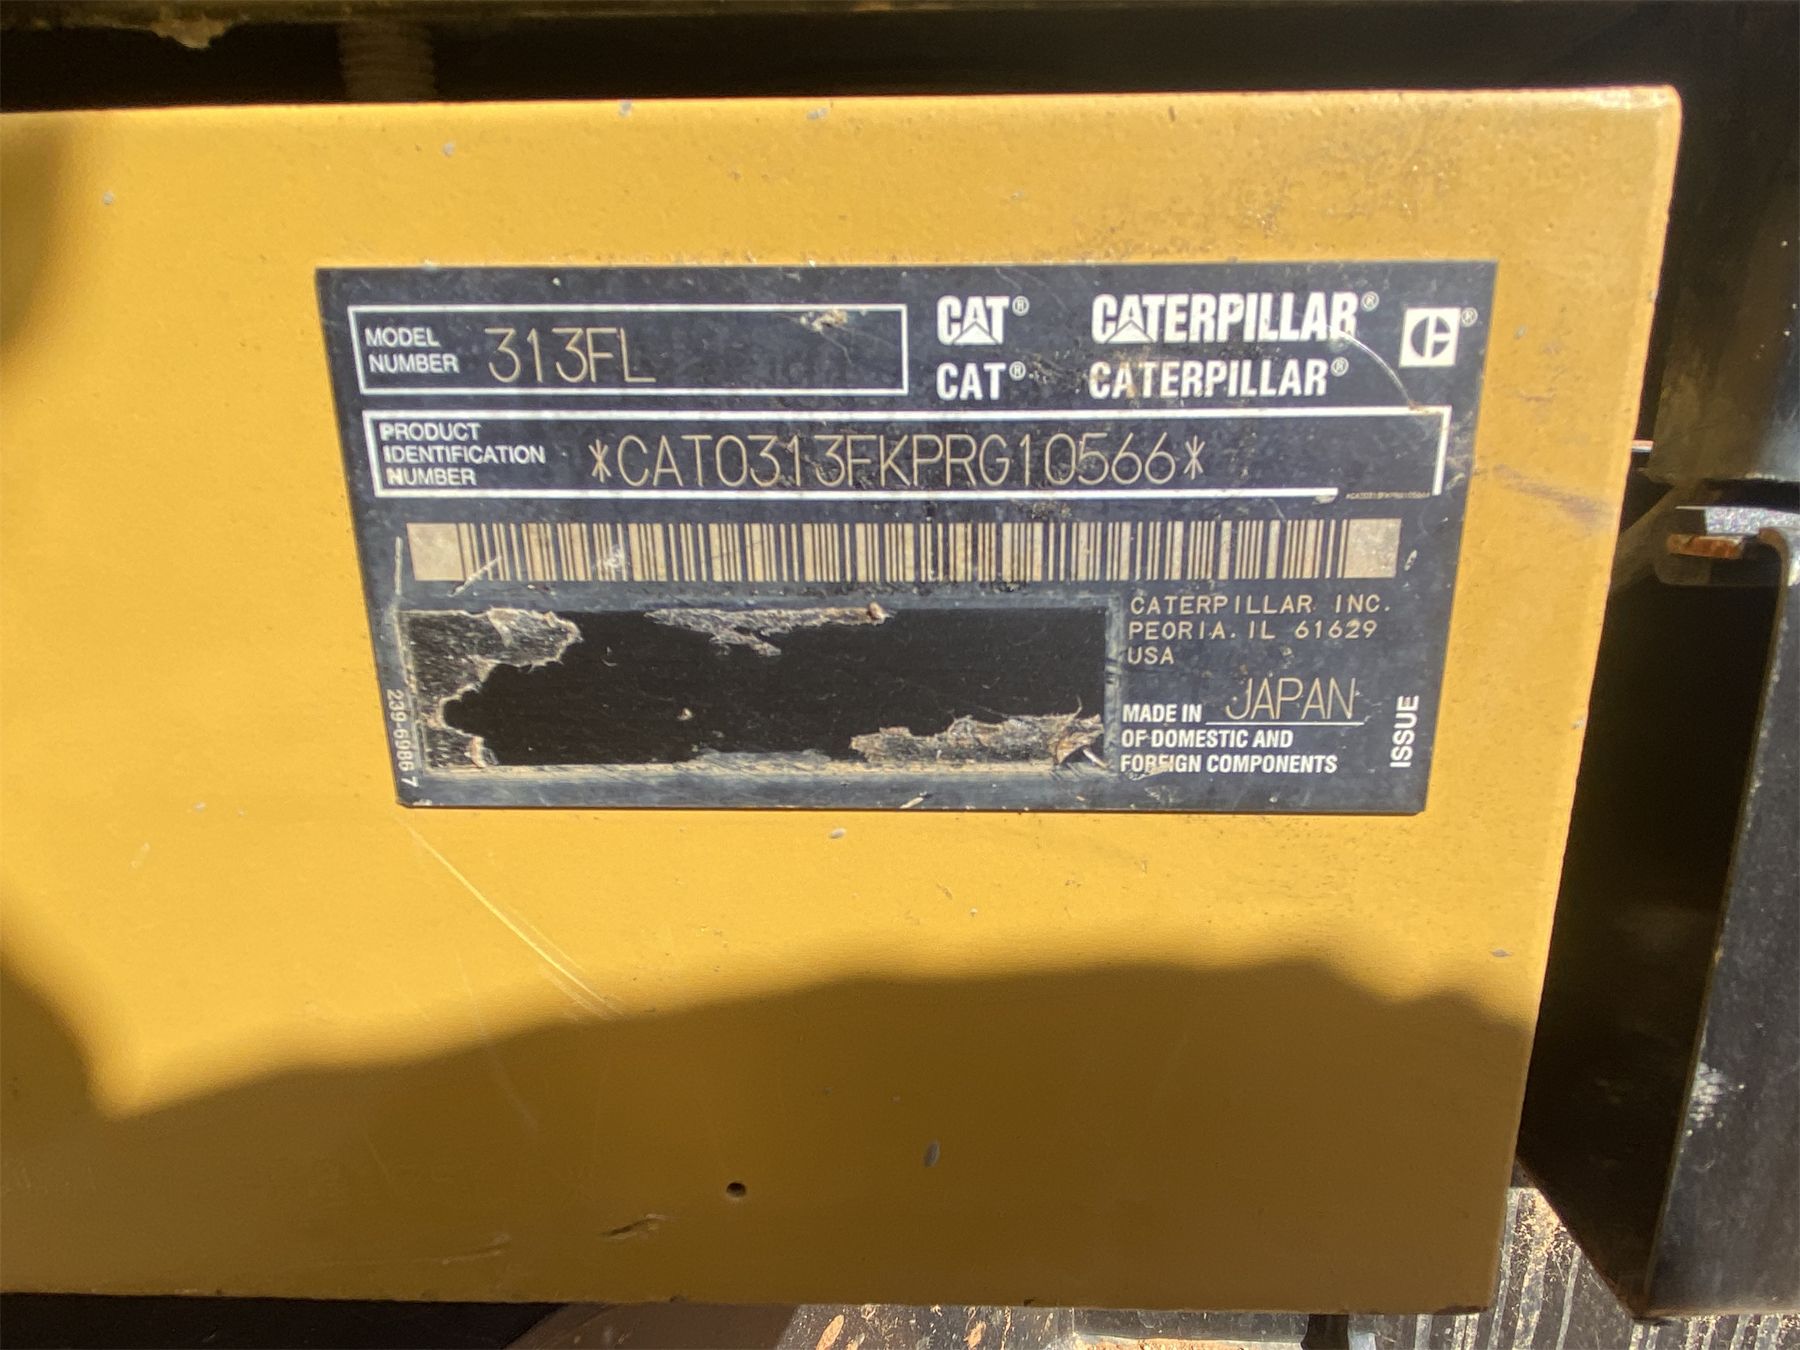 MODEL
NUMBER 313FL
CAT® CATERPILLAR® ®
CAT® CATERPILLAR®
PRODUCT
IDENTIFICATION
NUMBER *CAT0313FKPRG10566*
*CAT0313FKPRG10566*
CATERPILLAR INC.
PEORIA. IL 61629
USA
MADE IN JAPAN
OF DOMESTIC AND
FOREIGN COMPONENTS
ISSUE
239-6986 7